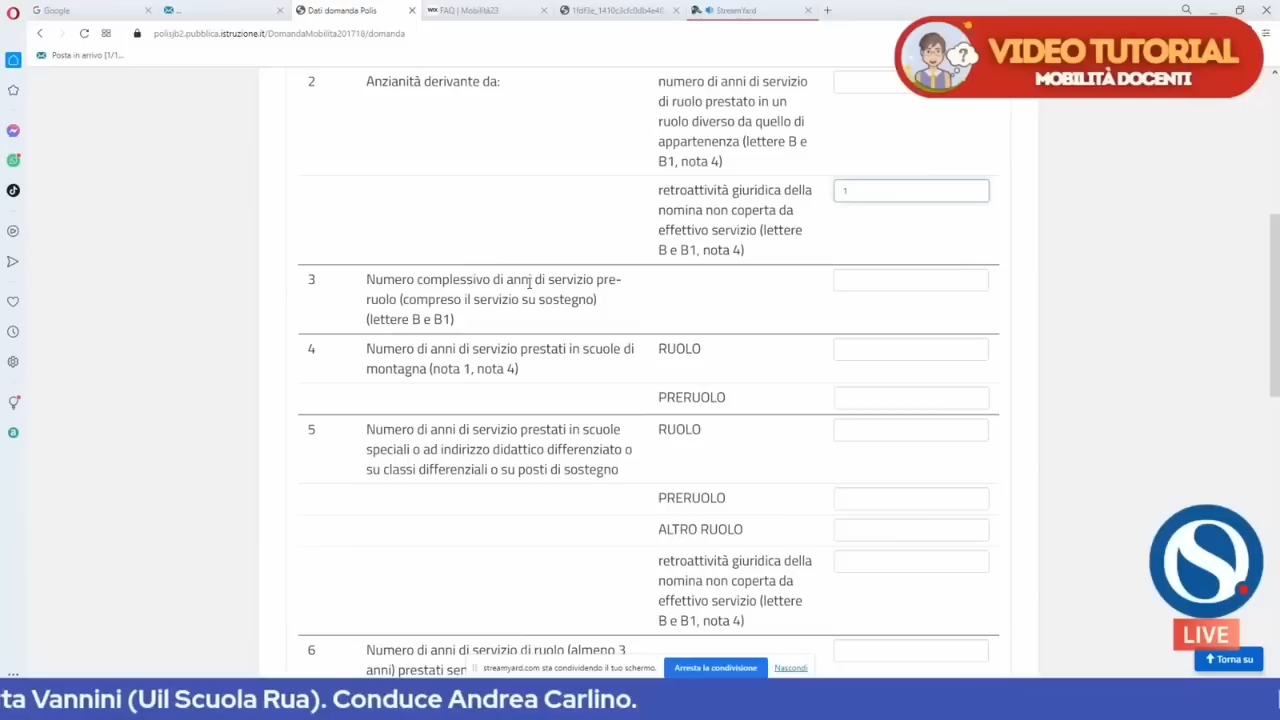 Google
...
Dati domanda Polis
WX FAQ | Mobilità23
1fdf3e_1410c3cfc0db4e48
StreamYard
polisjb2.pubblica.istruzione.it/DomandaMobilita201718/domanda
Posta in arrivo [1/1...
VIDEO TUTORIAL
MOBILITÀ DOCENTI
2
Anzianità derivante da:
numero di anni di servizio
di ruolo prestato in un
ruolo diverso da quello di
appartenenza (lettere B e
B1, nota 4)
retroattività giuridica della
nomina non coperta da
effettivo servizio (lettere
B e B1, nota 4)
1
3
Numero complessivo di anni di servizio pre-
ruolo (compreso il servizio su sostegno)
(lettere B e B1)
4
Numero di anni di servizio prestati in scuole di
montagna (nota 1, nota 4)
RUOLO
PRERUOLO
5
Numero di anni di servizio prestati in scuole
speciali o ad indirizzo didattico differenziato o
su classi differenziali o su posti di sostegno
RUOLO
PRERUOLO
ALTRO RUOLO
retroattività giuridica della
nomina non coperta da
effettivo servizio (lettere
B e B1, nota 4)
6
Numero di anni di servizio di ruolo (almeno 3
anni) prestati
streamyard.com sta condividendo il tuo schermo.
Arresta la condivisione
Nascondi
S
LIVE
Torna su
ta Vannini (Uil Scuola Rua). Conduce Andrea Carlino.